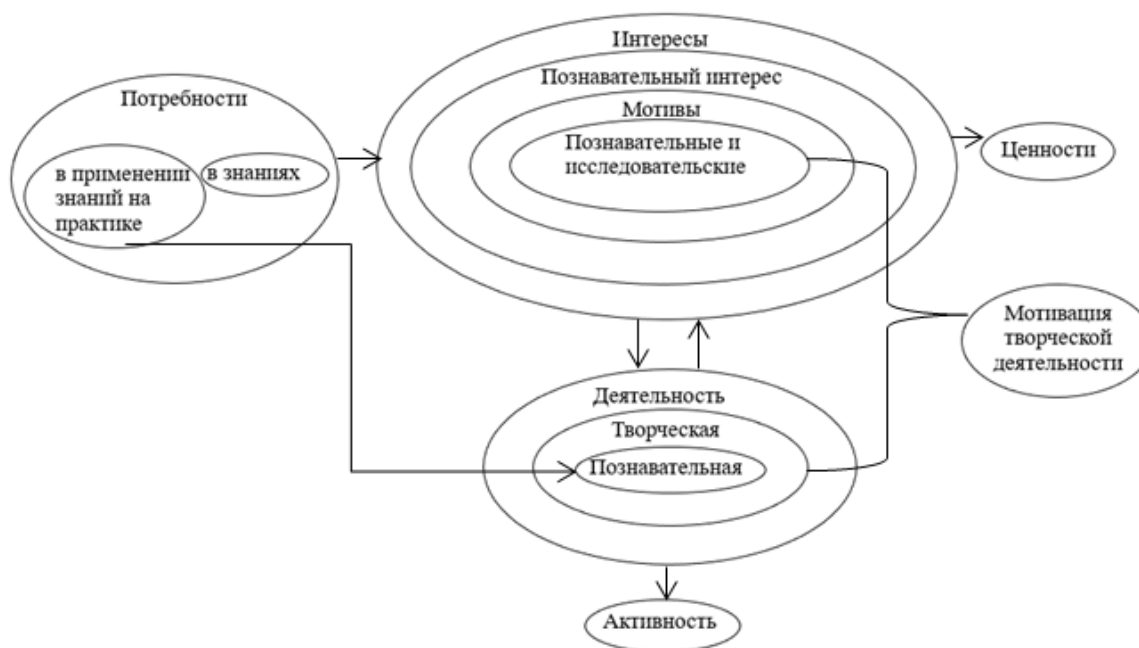 Потребности
в применении
знаний на
практике
в знаниях
Интересы
Познавательный интерес
Мотивы
Познавательные и
исследовательские
Ценности
Мотивация
творческой
деятельности
Деятельность
Творческая
Познавательная
Активность